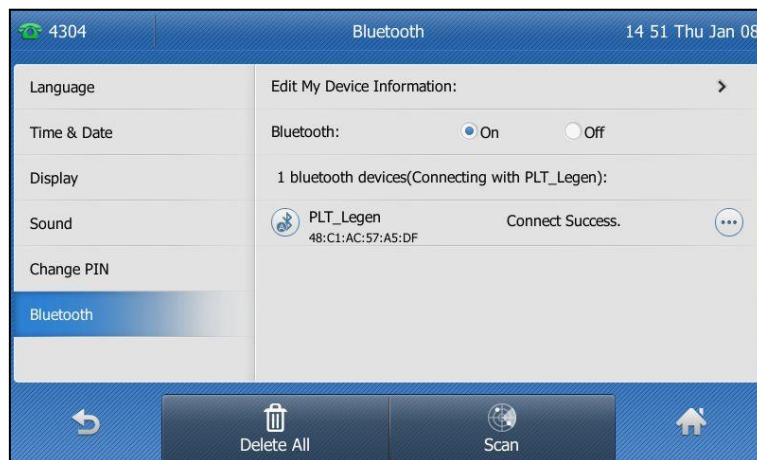 4304
Bluetooth
14 51 Thu Jan 08
Language
Time & Date
Display
Sound
Change PIN
Bluetooth
Edit My Device Information:
Bluetooth: On Off
1 bluetooth devices(Connecting with PLT_Legen):
PLT_Legen
Connect Success.
48:C1:AC:57:A5:DF
Delete All
Scan